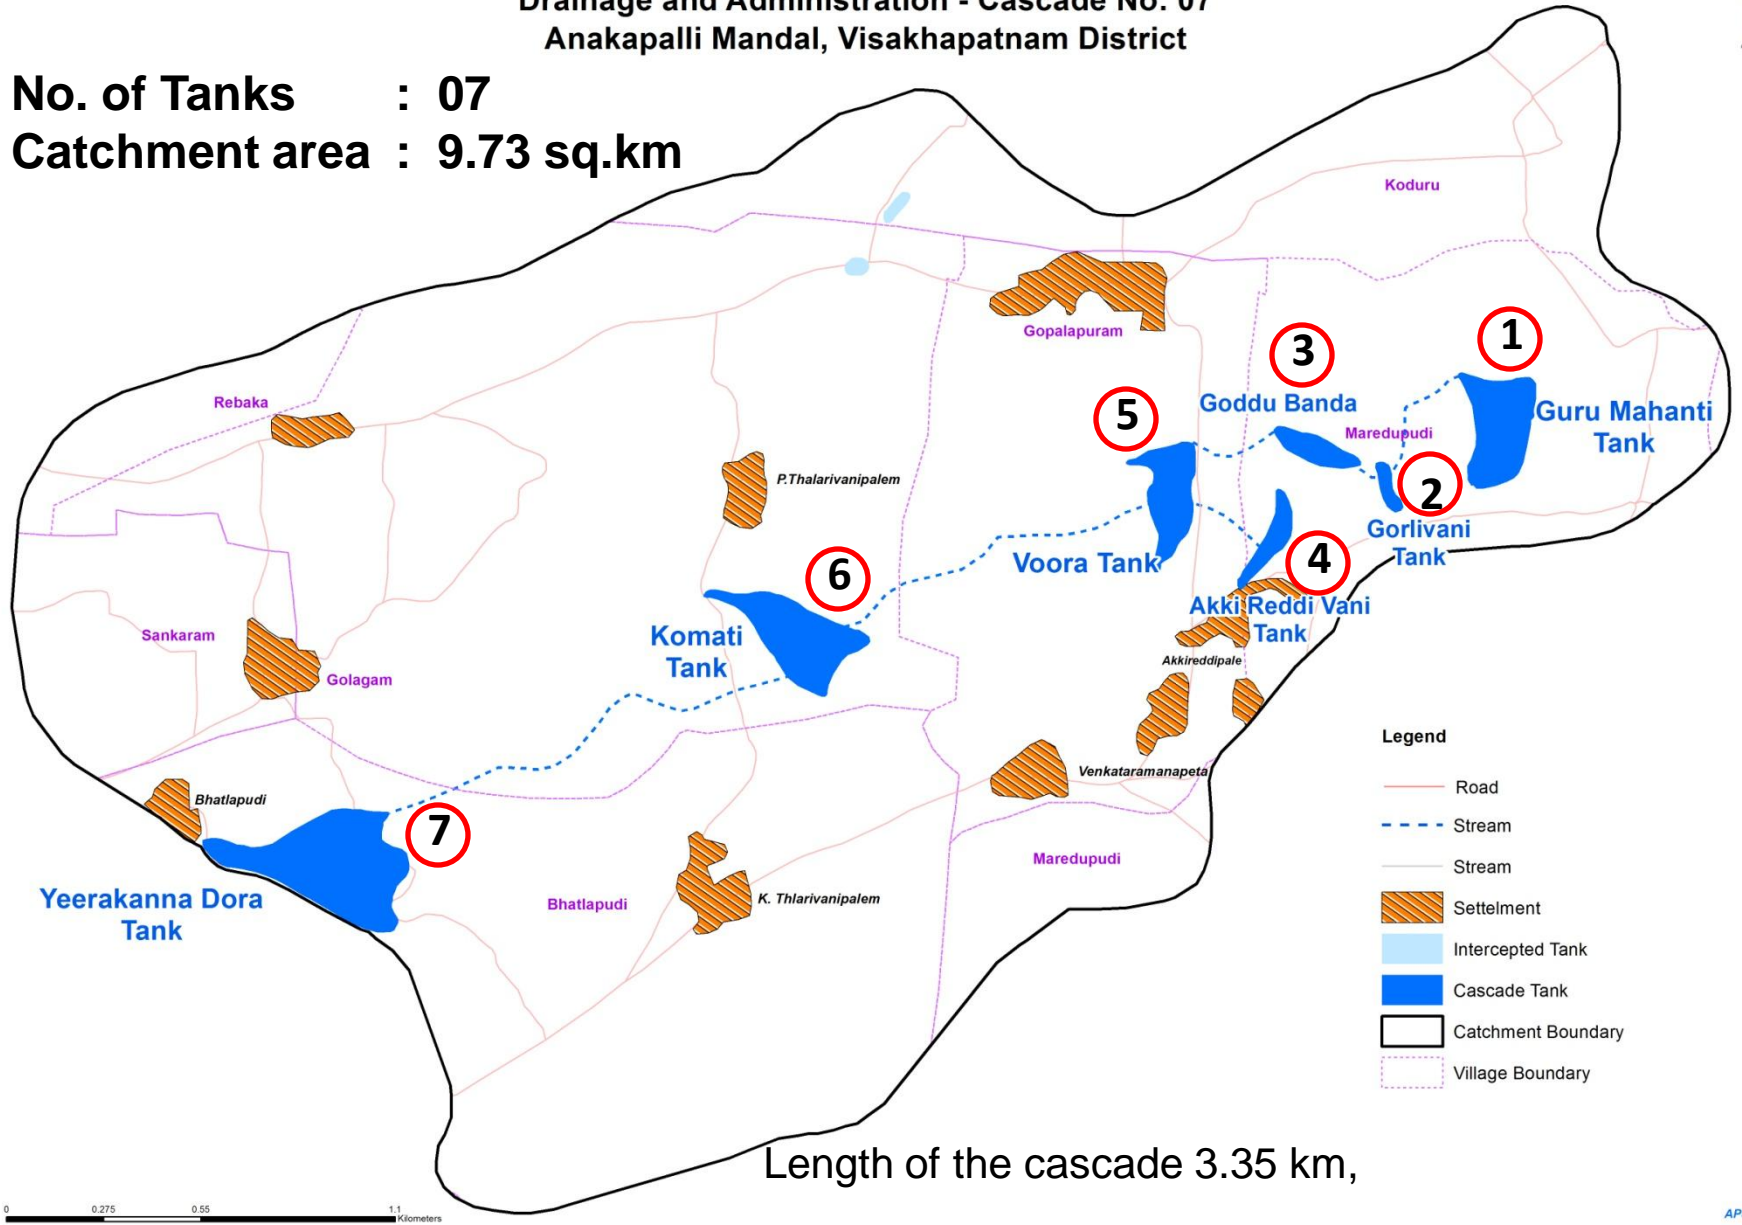 Drainage and Administration - Cascade No. 07
Anakapalli Mandal, Visakhapatnam District
No. of Tanks : 07
Catchment area : 9.73 sq.km
Koduru
Gopalapuram
1
3
5
Goddu Banda
Guru Mahanti
Tank
Maredupudi
Rebaka
P.Thalarivanipalem
2
Gorlivani
Tank
Voora Tank
4
6
Akki Reddi Vani
Tank
Komati
Tank
Sankaram
Akkireddipale
Golagam
Venkataramanapeta
Bhatlapudi
7
Maredupudi
Yeerakanna Dora
Tank
Bhatlapudi
K. Thlarivanipalem
Legend
Road
Stream
Stream
Settelment
Intercepted Tank
Cascade Tank
Catchment Boundary
Village Boundary
Length of the cascade 3.35 km,
0 0.275 0.55 1.1
Kilometers
AP